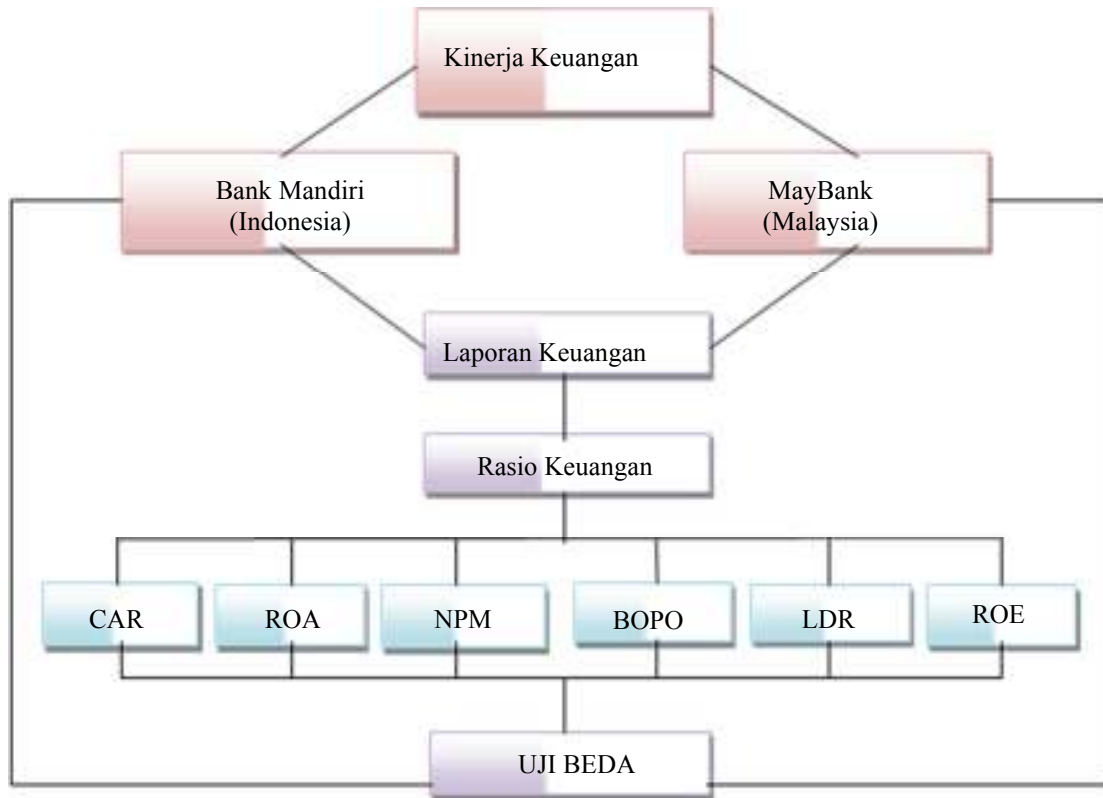 Kinerja Keuangan
Bank Mandiri
(Indonesia)
MayBank
(Malaysia)
Laporan Keuangan
Rasio Keuangan
CAR
ROA
NPM
BOPO
LDR
ROE
UJI BEDA